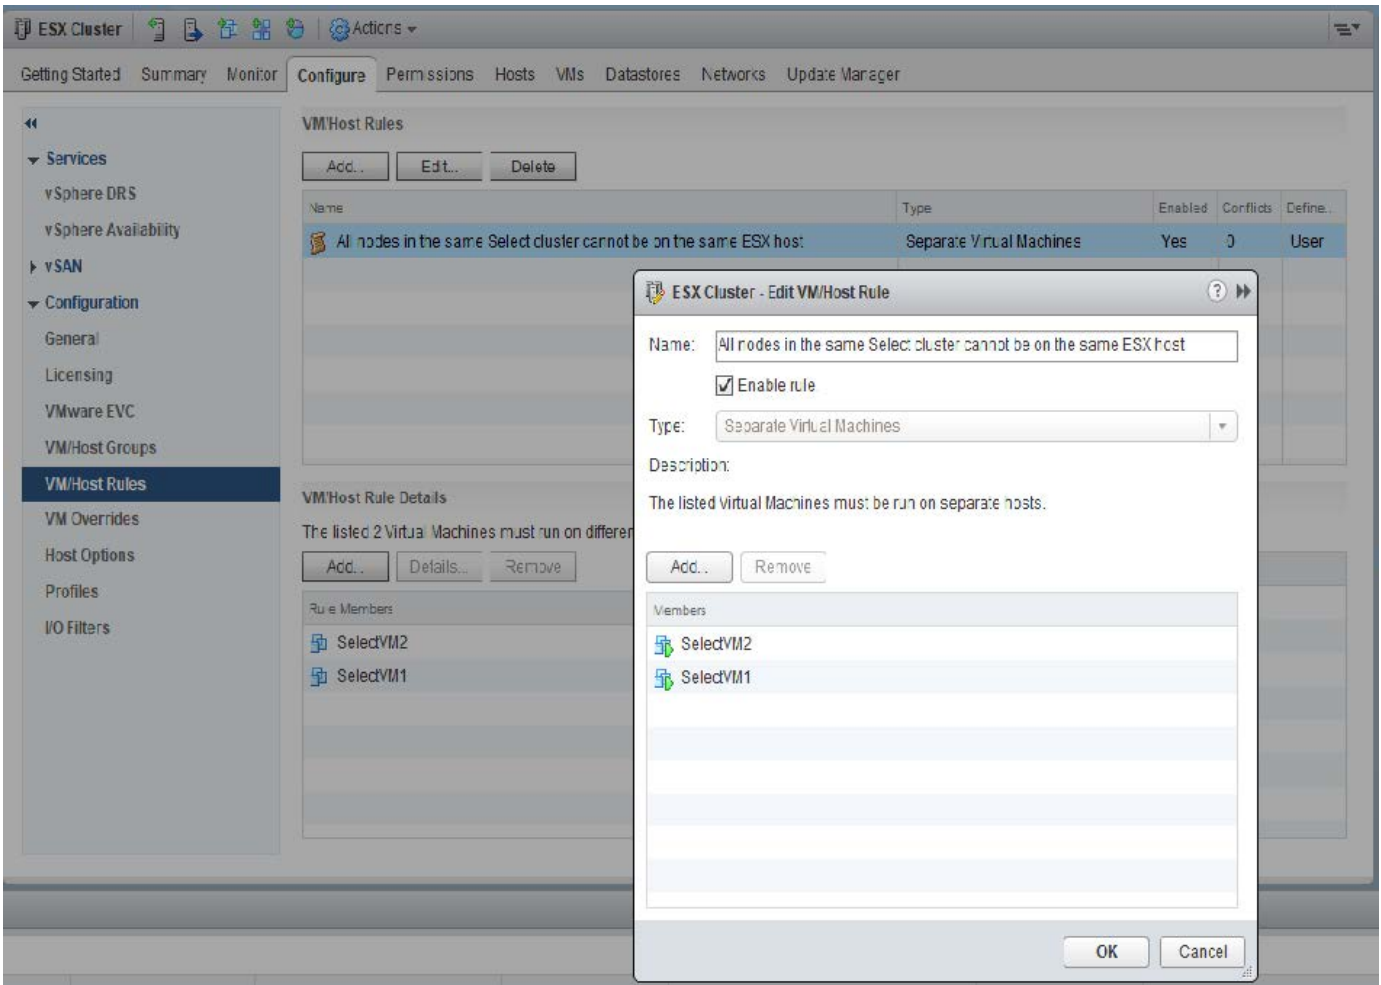 ESX Cluster Actions
Getting Started Summary Monitor Configure Permissions Hosts VMs Datastores Networks Update Manager
VM/Host Rules
Services
Add... Edit... Delete
vSphere DRS
Name Type Enabled Conflicts Define..
vSphere Availability
All nodes in the same Select cluster cannot be on the same ESX host Separate Virtual Machines Yes 0 User
vSAN
ESX Cluster - Edit VM/Host Rule ?
Configuration
General
Name: All nodes in the same Select cluster cannot be on the same ESX host
Licensing
Enable rule
VMware EVC
Type: Separate Virtual Machines
VM/Host Groups
Description:
VM/Host Rules
VM/Host Rule Details
The listed Virtual Machines must be run on separate hosts.
VM Overrides
The listed 2 Virtual Machines must run on differen
Host Options
Add... Details... Remove
Add... Remove
Profiles
Rule Members
Members
I/O Filters
SelectVM2
SelectVM2
SelectVM1
SelectVM1
OK Cancel